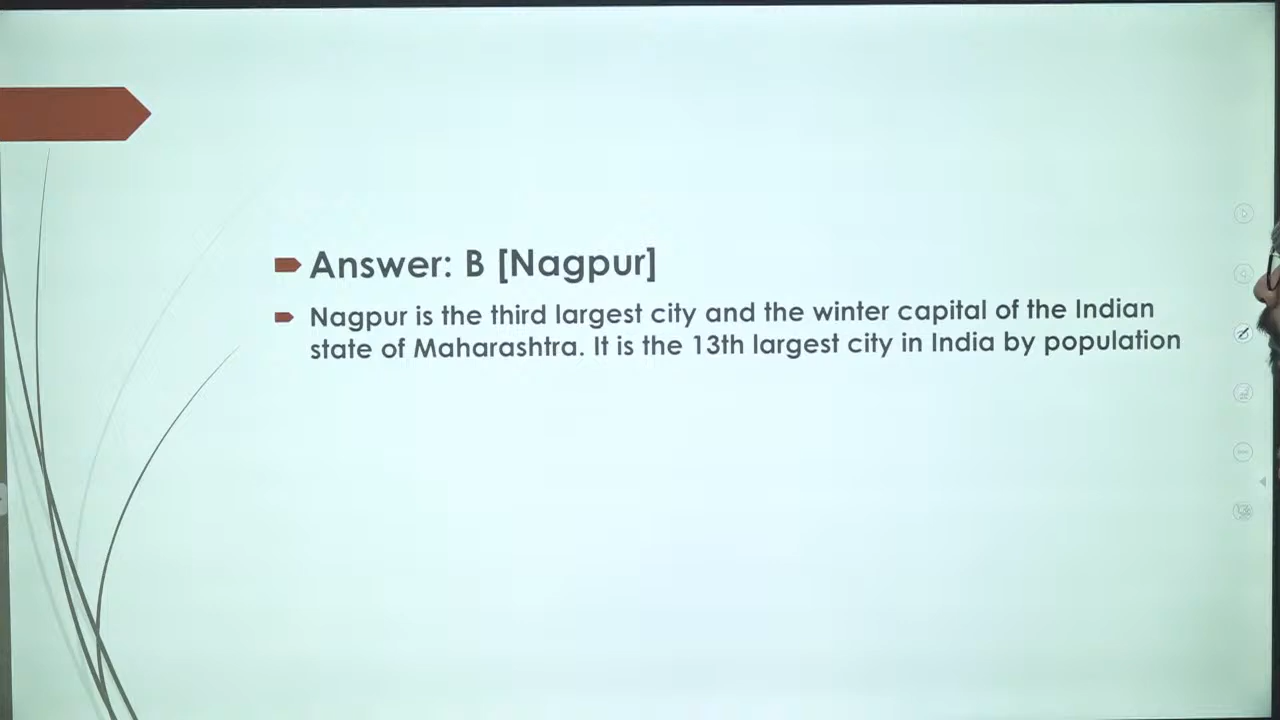 Answer: B [Nagpur]
Nagpur is the third largest city and the winter capital of the Indian
state of Maharashtra. It is the 13th largest city in India by population